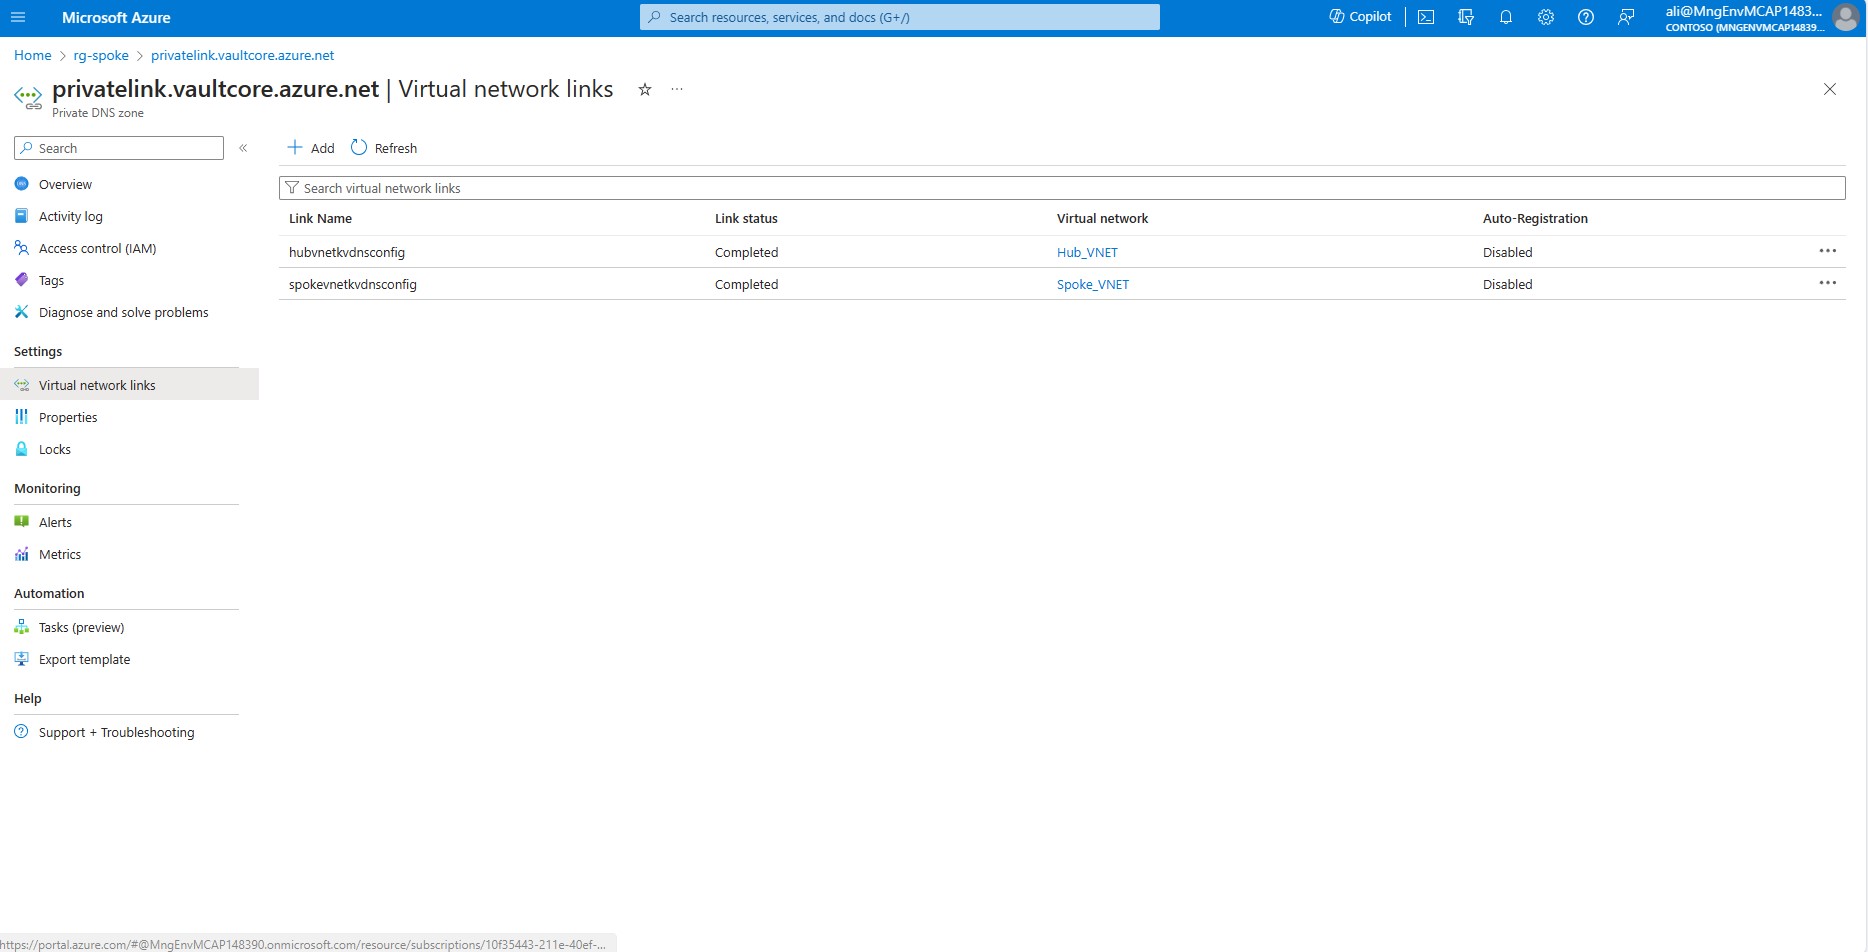 Microsoft Azure
Search resources, services, and docs (G+/)
Copilot
ali@MngEnvMCAP1483...
CONTOSO (MNGENVMCAP14839...
Home > rg-spoke > privatelink.vaultcore.azure.net
privatelink.vaultcore.azure.net | Virtual network links
Private DNS zone
Search
Add Refresh
Overview
Activity log
Access control (IAM)
Tags
Diagnose and solve problems
Settings
Virtual network links
Properties
Locks
Monitoring
Alerts
Metrics
Automation
Tasks (preview)
Export template
Help
Support + Troubleshooting
Search virtual network links
Link Name Link status Virtual network Auto-Registration
hubvnetkvdnsconfig Completed Hub_VNET Disabled
spokevnetkvdnsconfig Completed Spoke_VNET Disabled
https://portal.azure.com/#@MngEnvMCAP148390.onmicrosoft.com/resource/subscriptions/10f35443-211e-40ef-...